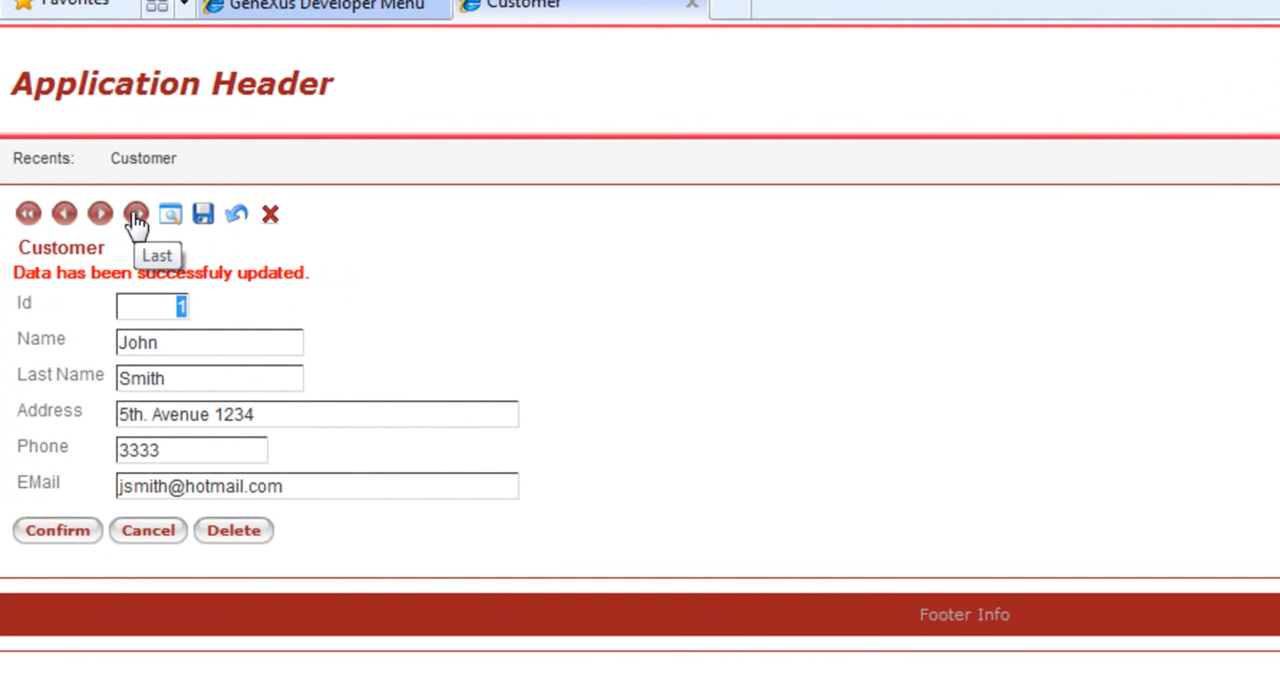 Favorites GeneXus Developer Menu Customer
Application Header
Recents: Customer
Last
Customer
Data has been successfuly updated.
Id 1
Name John
Last Name Smith
Address 5th. Avenue 1234
Phone 3333
EMail jsmith@hotmail.com
Confirm Cancel Delete
Footer Info